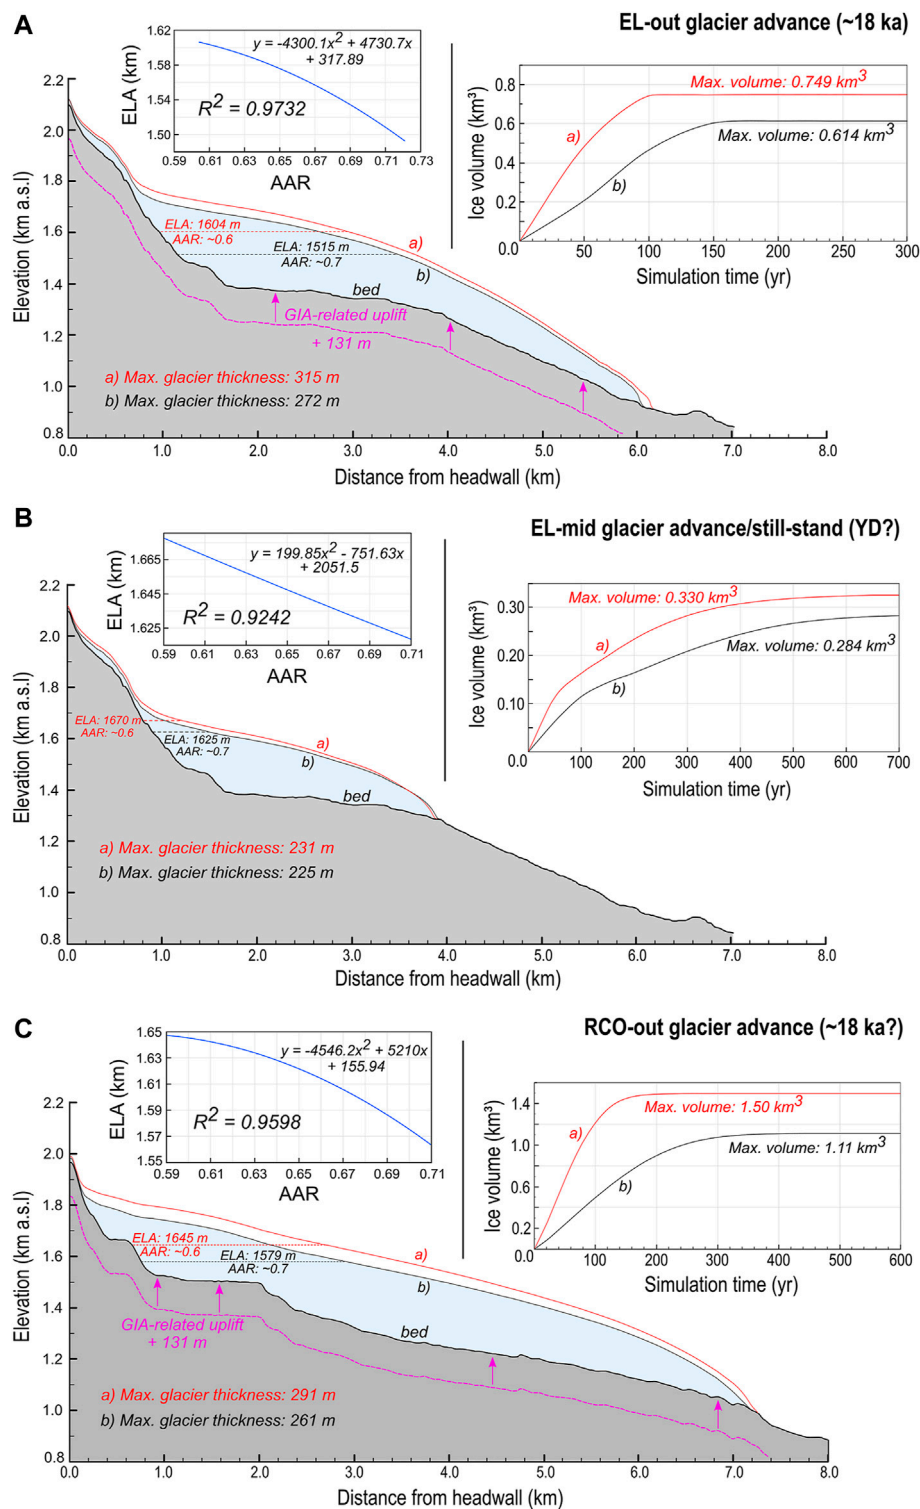 A
EL-out glacier advance (~18 ka)
ELA (km)
1.62
1.58
1.54
1.50
y = -4300.1x² + 4730.7x
+ 317.89
R² = 0.9732
0.59 0.61 0.63 0.65 0.67 0.69 0.71 0.73
AAR
Ice volume (km³)
0.8
0.6
0.4
0.2
0.0
Max. volume: 0.749 km³
a)
Max. volume: 0.614 km³
b)
50 100 150 200 250 300
Simulation time (yr)
Elevation (km a.s.l)
2.2
2.0
1.8
1.6
1.4
1.2
1.0
0.8
ELA: 1604 m
AAR: ~0.6
ELA: 1515 m
AAR: ~0.7
a)
b)
bed
GIA-related uplift
+ 131 m
a) Max. glacier thickness: 315 m
b) Max. glacier thickness: 272 m
0.0 1.0 2.0 3.0 4.0 5.0 6.0 7.0 8.0
Distance from headwall (km)
B
EL-mid glacier advance/still-stand (YD?)
ELA (km)
1.665
1.645
1.625
y = 199.85x² - 751.63x
+ 2051.5
R² = 0.9242
0.59 0.61 0.63 0.65 0.67 0.69 0.71
AAR
Ice volume (km³)
0.30
0.20
0.10
0.0
Max. volume: 0.330 km³
a)
Max. volume: 0.284 km³
b)
100 200 300 400 500 600 700
Simulation time (yr)
Elevation (km a.s.l)
2.2
2.0
1.8
1.6
1.4
1.2
1.0
0.8
ELA: 1670 m
AAR: ~0.6
ELA: 1625 m
AAR: ~0.7
a)
b)
bed
a) Max. glacier thickness: 231 m
b) Max. glacier thickness: 225 m
0.0 1.0 2.0 3.0 4.0 5.0 6.0 7.0 8.0
Distance from headwall (km)
C
RCO-out glacier advance (~18 ka?)
ELA (km)
1.65
1.63
1.61
1.59
1.57
1.55
y = -4546.2x² + 5210x
+ 155.94
R² = 0.9598
0.59 0.61 0.63 0.65 0.67 0.69 0.71
AAR
Ice volume (km³)
1.4
1.0
0.6
0.2
0.0
Max. volume: 1.50 km³
a)
Max. volume: 1.11 km³
b)
100 200 300 400 500 600
Simulation time (yr)
Elevation (km a.s.l)
2.2
2.0
1.8
1.6
1.4
1.2
1.0
0.8
ELA: 1645 m
AAR: ~0.6
ELA: 1579 m
AAR: ~0.7
a)
b)
bed
GIA-related uplift
+ 131 m
a) Max. glacier thickness: 291 m
b) Max. glacier thickness: 261 m
0.0 1.0 2.0 3.0 4.0 5.0 6.0 7.0 8.0
Distance from headwall (km)